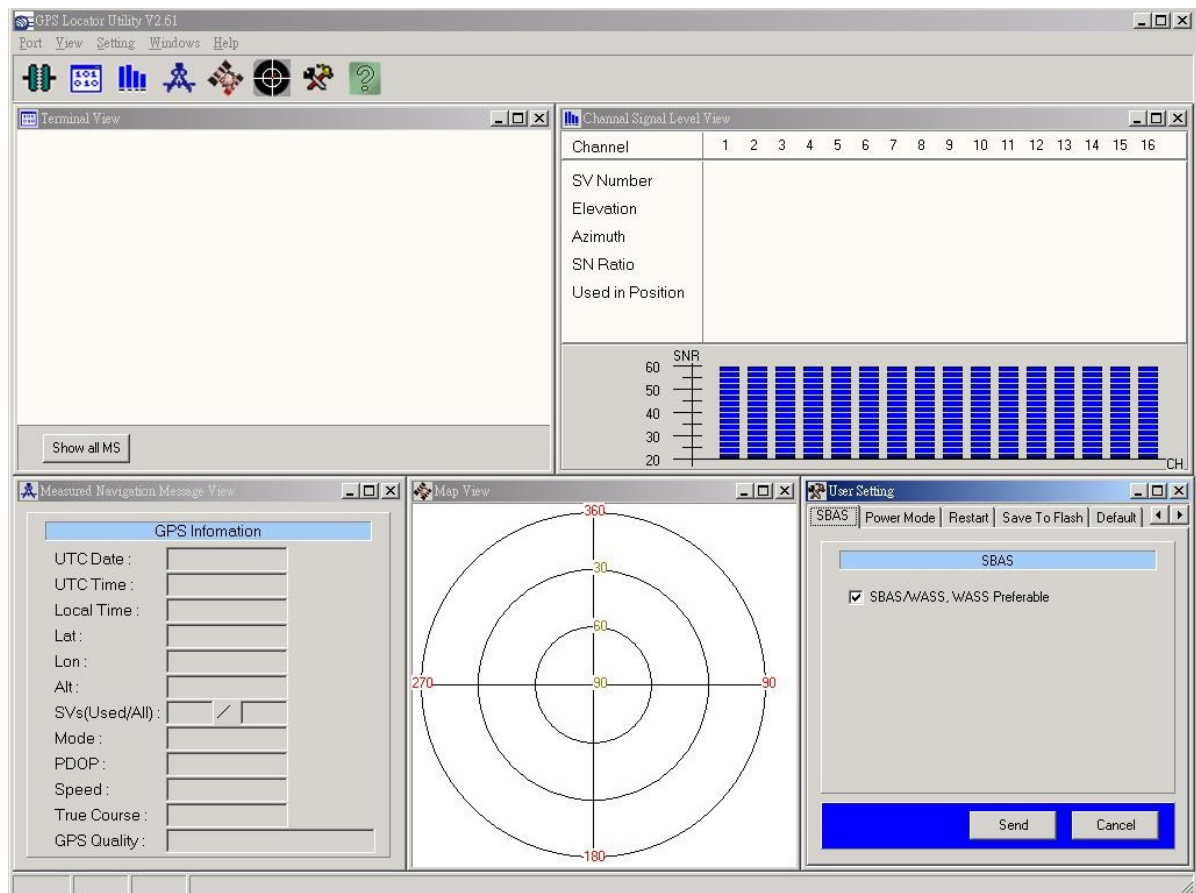 GPS Locator Utility V2.61
Port View Setting Windows Help
101
010
Terminal View
Show all MS
Channal Signal Level View
Channel 1 2 3 4 5 6 7 8 9 10 11 12 13 14 15 16
SV Number
Elevation
Azimuth
SN Ratio
Used in Position
SNR
60
50
40
30
20
CH.
Measured Navigation Message View
GPS Infomation
UTC Date :
UTC Time :
Local Time :
Lat :
Lon :
Alt :
SVs(Used/All) : /
Mode :
PDOP :
Speed :
True Course :
GPS Quality :
Map View
360
30
60
270 90 90
180
User Setting
SBAS Power Mode Restart Save To Flash Default
SBAS
SBAS/WASS, WASS Preferable
Send Cancel